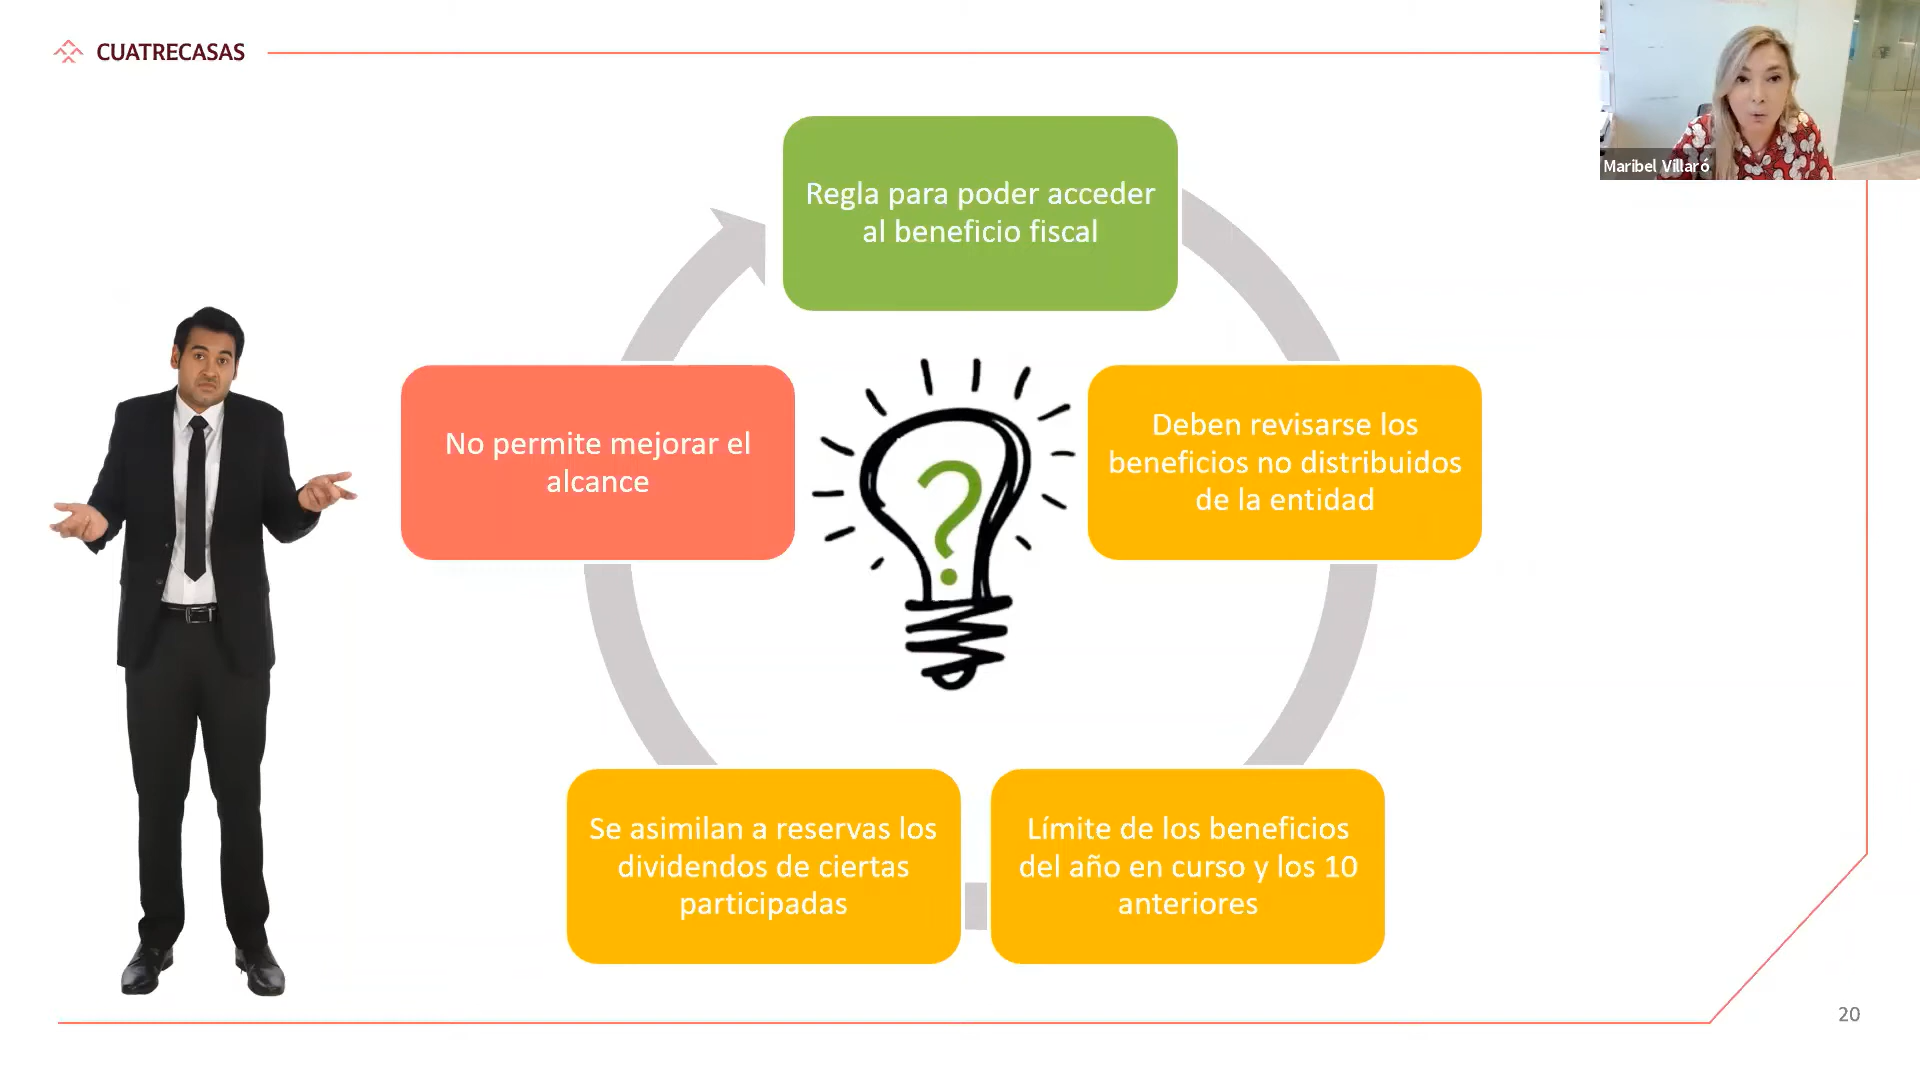 CUATRECASAS
Maribel Villaró
Regla para poder acceder
al beneficio fiscal
No permite mejorar el
alcance
?
Deben revisarse los
beneficios no distribuidos
de la entidad
Se asimilan a reservas los
dividendos de ciertas
participadas
Límite de los beneficios
del año en curso y los 10
anteriores
20